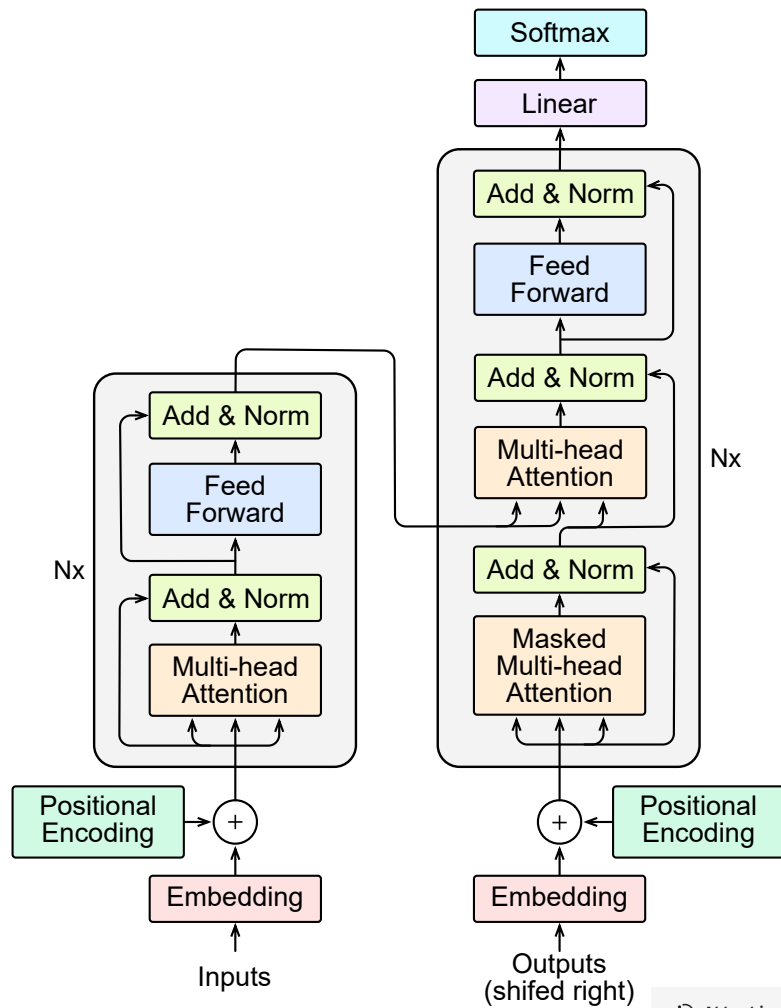 Softmax
Linear
Add & Norm
Feed
Forward
Add & Norm
Multi-head
Attention
Nx
Add & Norm
Masked
Multi-head
Attention
Add & Norm
Feed
Forward
Nx
Add & Norm
Multi-head
Attention
Positional
Encoding
+
+
Positional
Encoding
Embedding
Embedding
Inputs
Outputs
(shifed right)